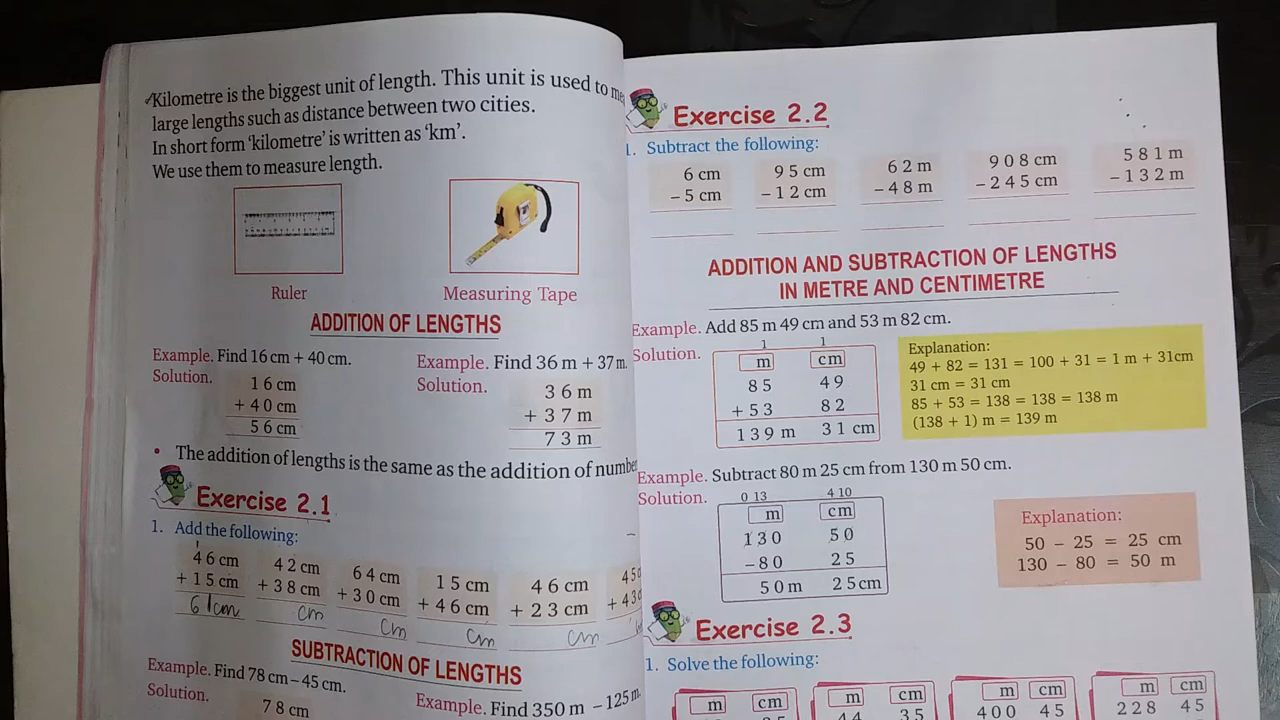 Kilometre is the biggest unit of length. This unit is used to
large lengths such as distance between two cities.
In short form 'kilometre' is written as 'km'.
We use them to measure length.
Ruler
Measuring Tape
ADDITION OF LENGTHS
Example. Find 16 cm + 40 cm.
Solution.
16 cm
+ 40 cm
56 cm
Example. Find 36 m + 37 m.
Solution.
36 m
+ 37 m
73 m
• The addition of lengths is the same as the addition of
Exercise 2.1
1. Add the following:
1
46 cm
+ 15 cm
61cm
42 cm
+ 38 cm
cm
64 cm
+ 30 cm
cm
15 cm
+ 46 cm
cm
46 cm
+ 23 cm
cm
45
+ 43
SUBTRACTION OF LENGTHS
Example. Find 78 cm – 45 cm.
Solution.
78 cm
Example. Find 350 m – 125 m.
Exercise 2.2
1. Subtract the following:
6 cm
– 5 cm
95 cm
– 12 cm
62 m
– 48 m
908 cm
– 245 cm
581 m
– 132 m
ADDITION AND SUBTRACTION OF LENGTHS
IN METRE AND CENTIMETRE
Example. Add 85 m 49 cm and 53 m 82 cm.
Solution.
1 1
m cm
85 49
+ 53 82
139 m 31 cm
Explanation:
49 + 82 = 131 = 100 + 31 = 1 m + 31cm
31 cm = 31 cm
85 + 53 = 138 = 138 = 138 m
(138 + 1) m = 139 m
Example. Subtract 80 m 25 cm from 130 m 50 cm.
Solution.
0 13 4 10
m cm
130 50
– 80 25
50 m 25 cm
Explanation:
50 – 25 = 25 cm
130 – 80 = 50 m
Exercise 2.3
1. Solve the following:
m cm
m cm
44 35
m cm
400 45
m cm
228 45